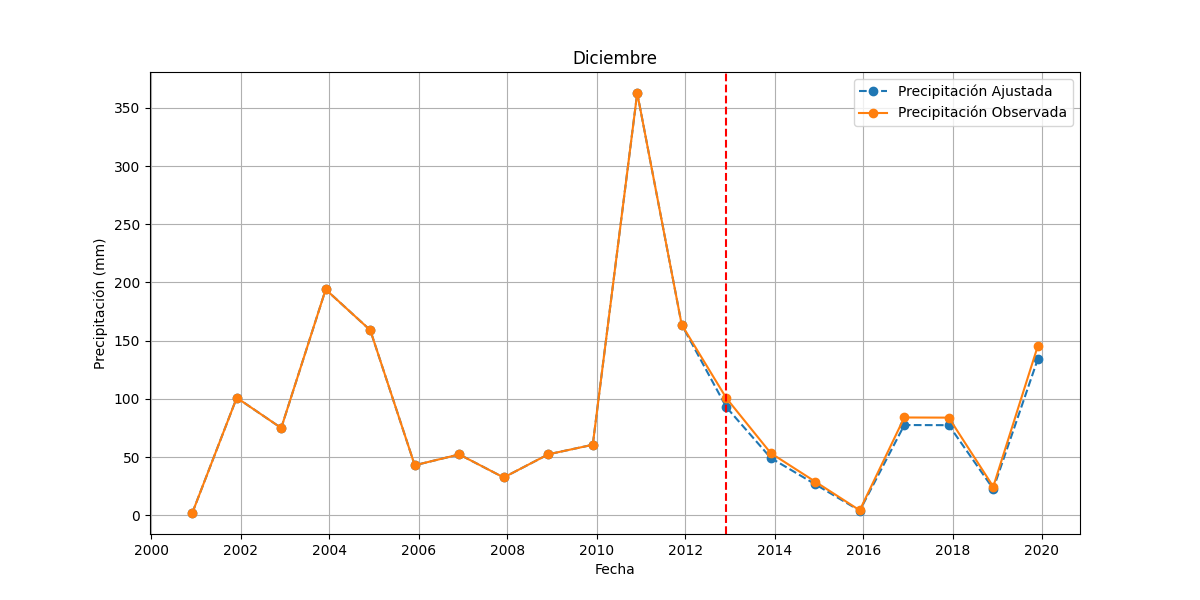 Diciembre
Precipitación Ajustada
Precipitación Observada
Precipitación (mm)
350
300
250
200
150
100
50
0
2000 2002 2004 2006 2008 2010 2012 2014 2016 2018 2020
Fecha